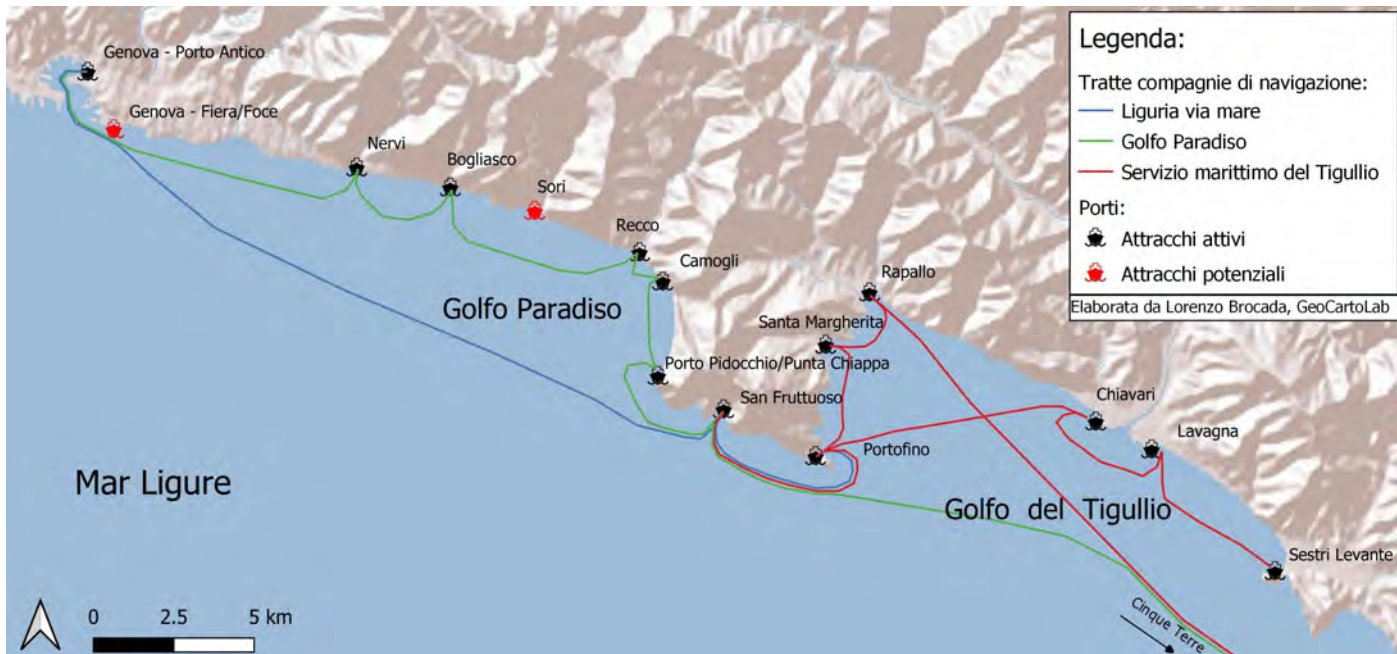 Genova - Porto Antico
Genova - Fiera/Foce
Nervi
Bogliasco
Sori
Recco
Camogli
Golfo Paradiso
Rapallo
Santa Margherita
Porto Pidocchio/Punta Chiappa
San Fruttuoso
Portofino
Chiavari
Lavagna
Golfo del Tigullio
Sestri Levante
Mar Ligure
Cinque Terre
0 2.5 5 km
Legenda:
Tratte compagnie di navigazione:
Liguria via mare
Golfo Paradiso
Servizio marittimo del Tigullio
Porti:
Attracchi attivi
Attracchi potenziali
Elaborata da Lorenzo Brocada, GeoCartoLab